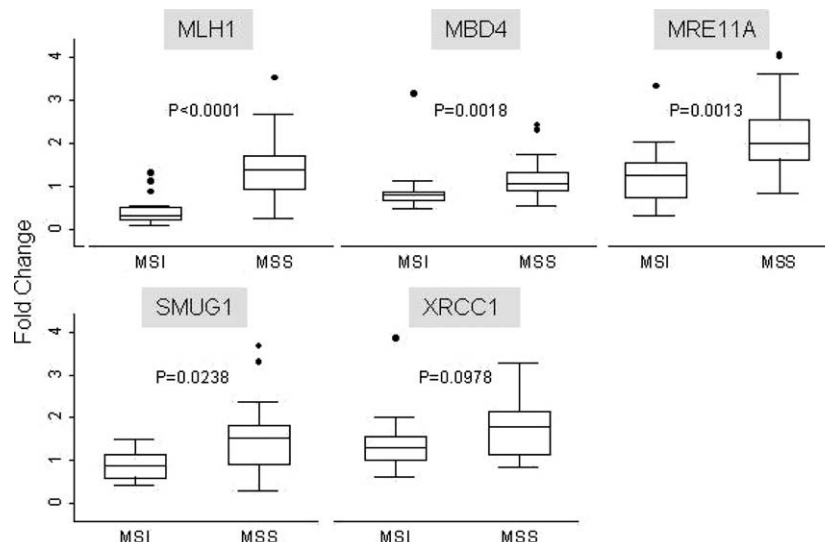 MLH1 MBD4 MRE11A
4
3
2
1
0
P<0.0001 P=0.0018 P=0.0013
MSI MSS MSI MSS MSI MSS
Fold Change
SMUG1 XRCC1
4
3
2
1
0
P=0.0238 P=0.0978
MSI MSS MSI MSS